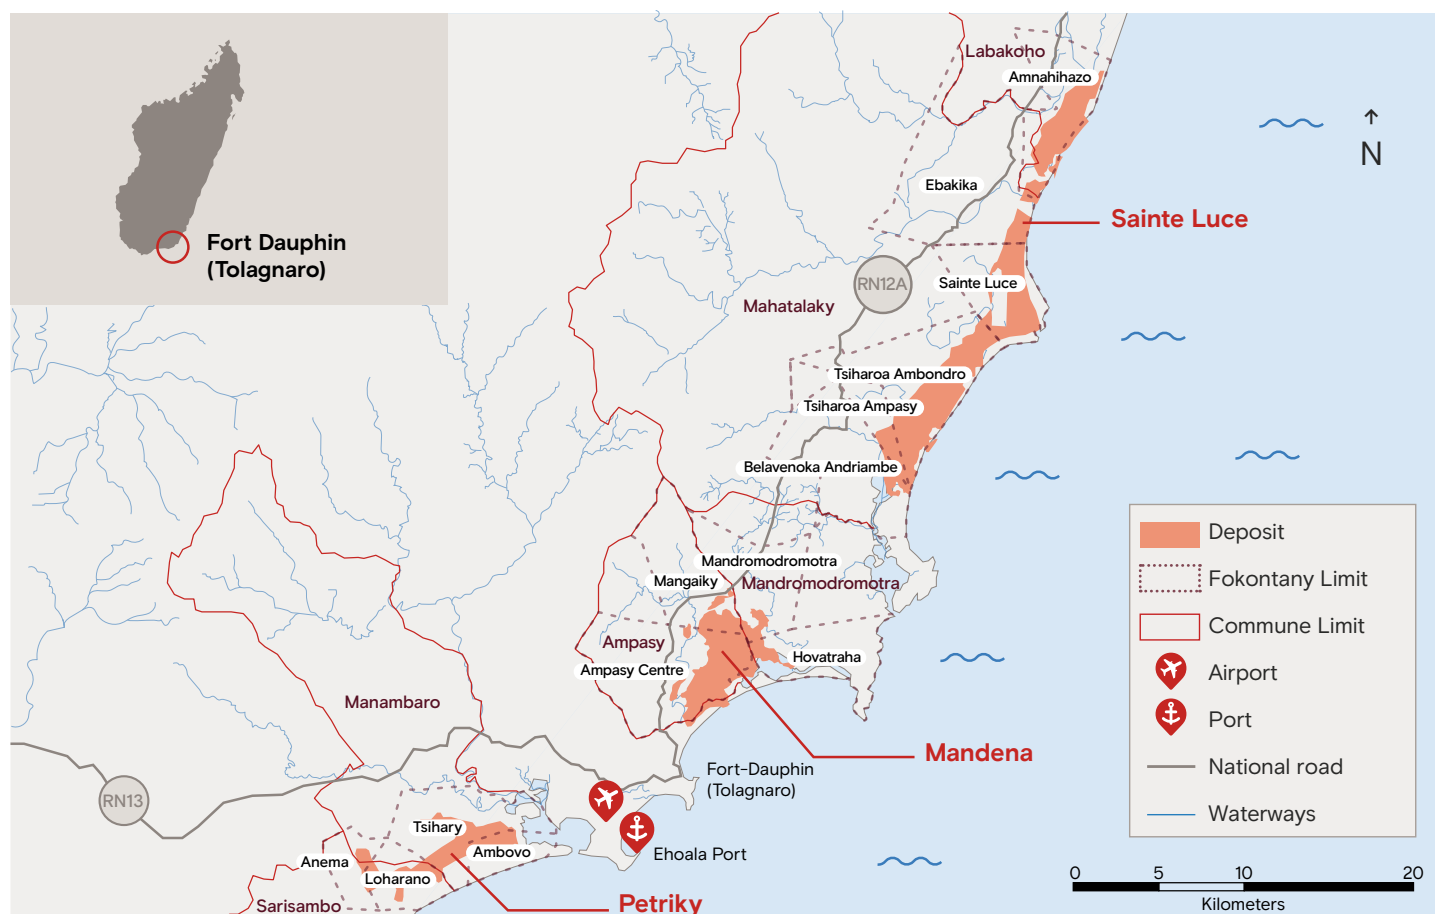 Fort Dauphin
(Tolagnaro)
Labakoho
Amnahihazo
N
Ebakika
Sainte Luce
RN12A
Sainte Luce
Mahatalaky
Tsiharoa Ambondro
Tsiharoa Ampasy
Belavenoka Andriambe
Mandromodromotra
Mangaiky
Mandromodromotra
Ampasy
Ampasy Centre
Hovatraha
Manambaro
Mandena
Fort-Dauphin
(Tolagnaro)
RN13
Tsihary
Ambovo
Ehoala Port
Anema
Loharano
Sarisambo
Petriky
Deposit
Fokontany Limit
Commune Limit
Airport
Port
National road
Waterways
0 5 10 20
Kilometers